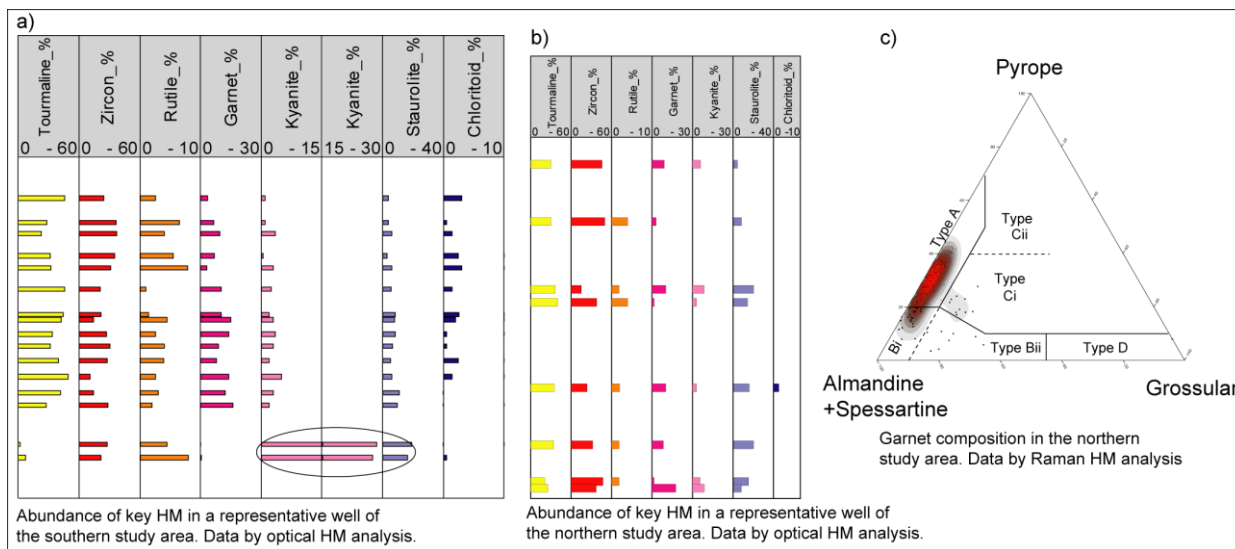 a)
Tourmaline_%
Zircon_%
Rutile_%
Garnet_%
Kyanite_%
Kyanite_%
Staurolite_%
Chloritoid_%
0 - 60 0 - 60 0 - 10 0 - 30 0 - 15 15 - 30 0 - 40 0 - 10
Abundance of key HM in a representative well of
the southern study area. Data by optical HM analysis.
b)
Tourmaline_%
Zircon_%
Rutile_%
Garnet_%
Kyanite_%
Staurolite_%
Chloritoid_%
0 - 60 0 - 60 0 - 10 0 - 30 0 - 30 0 - 40 0 -10
Abundance of key HM in a representative well of
the northern study area. Data by optical HM analysis.
c)
Pyrope
Type A
Type
Cii
Type
Ci
Bi
Type Bii
Type D
Almandine
+Spessartine
Grossular
Garnet composition in the northern
study area. Data by Raman HM analysis